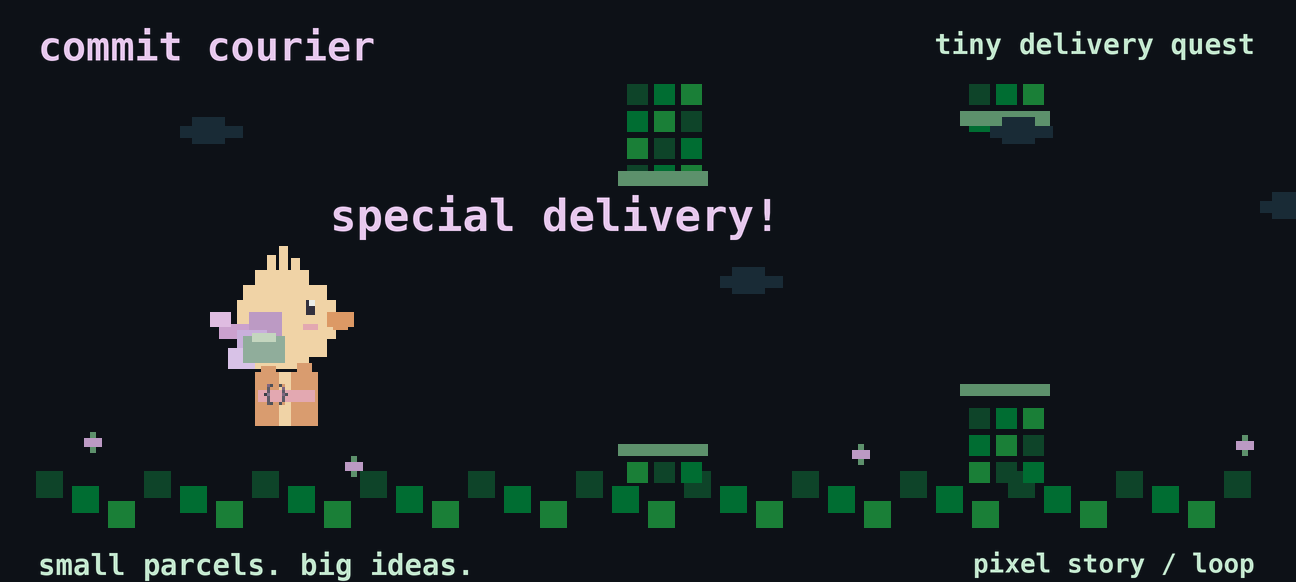 commit courier
tiny delivery quest
special delivery!
{}
small parcels. big ideas.
pixel story / loop